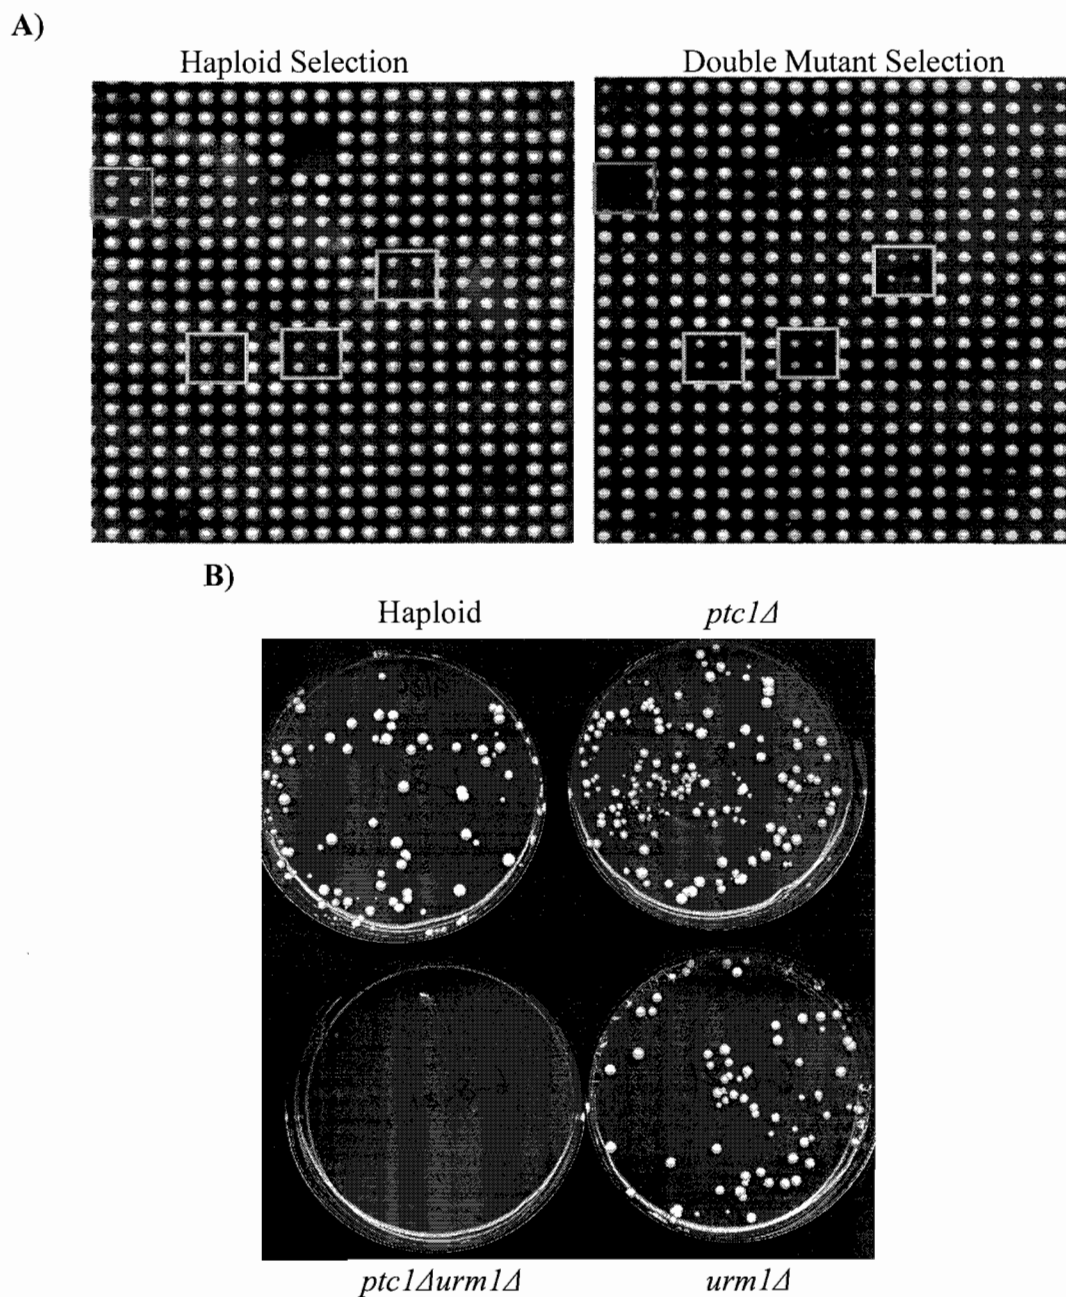 A)
Haploid Selection
Double Mutant Selection
B)
Haploid
ptc1Δ
ptc1Δurm1Δ
urm1Δ